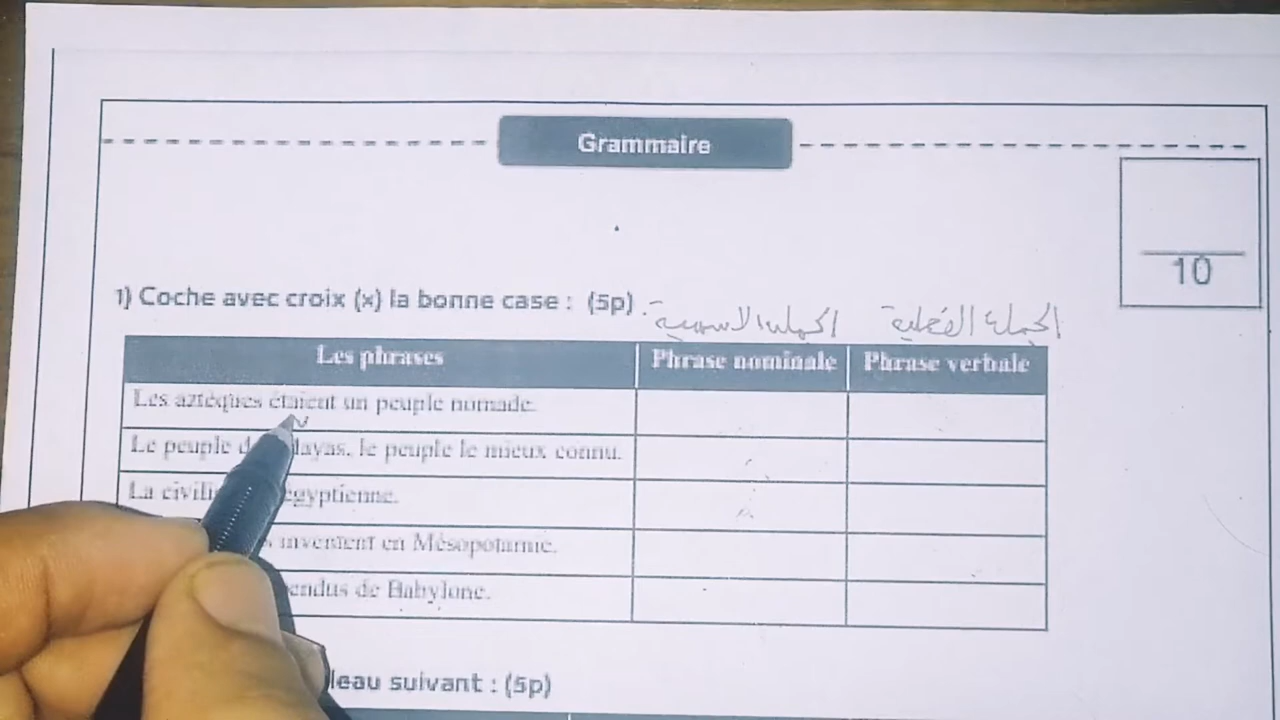 Grammaire
10
1) Coche avec croix (x) la bonne case : (5p) .
الجملة الاسمية الجملة الفعلية
Les phrases Phrase nominale Phrase verbale
Les aztèques étaient un peuple nomade.
Le peuple layas, le peuple le mieux connu.
La civili égyptienne.
inventent en Mésopotamie.
endus de Babylone.
leau suivant : (5p)